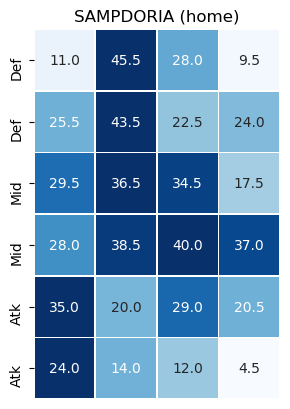 SAMPDORIA (home)
Def 11.0 45.5 28.0 9.5
Def 25.5 43.5 22.5 24.0
Mid 29.5 36.5 34.5 17.5
Mid 28.0 38.5 40.0 37.0
Atk 35.0 20.0 29.0 20.5
Atk 24.0 14.0 12.0 4.5